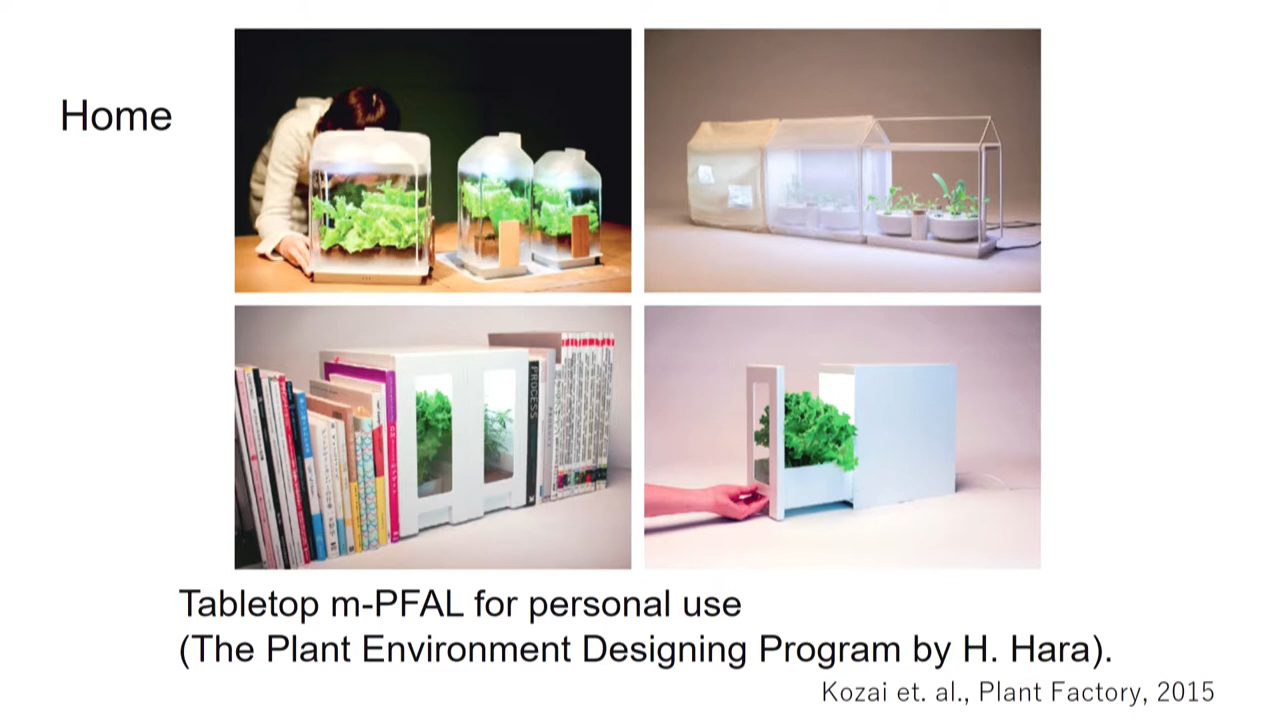 Home
PROCESS
Tabletop m-PFAL for personal use
(The Plant Environment Designing Program by H. Hara).
Kozai et. al., Plant Factory, 2015